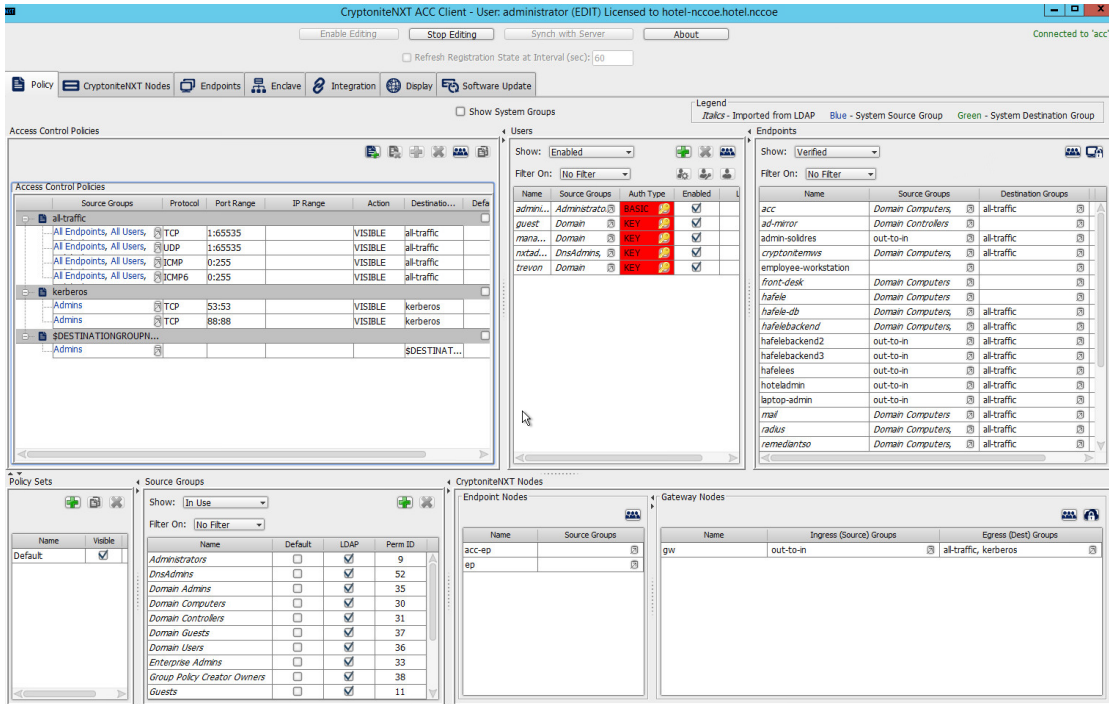 CryptoniteNXT ACC Client - User: administrator (EDIT) Licensed to hotel-nccoe.hotel.nccoe
Enable Editing Stop Editing Synch with Server About Connected to 'acc'
Refresh Registration State at Interval (sec): 60
Policy CryptoniteNXT Nodes Endpoints Enclave Integration Display Software Update
Show System Groups
Legend
Italics - Imported from LDAP Blue - System Source Group Green - System Destination Group
Access Control Policies
Access Control Policies
Source Groups Protocol Port Range IP Range Action Destinatio... Defa
all-traffic
All Endpoints, All Users, TCP 1:65535 VISIBLE all-traffic
All Endpoints, All Users, UDP 1:65535 VISIBLE all-traffic
All Endpoints, All Users, ICMP 0:255 VISIBLE all-traffic
All Endpoints, All Users, ICMP6 0:255 VISIBLE all-traffic
kerberos
Admins TCP 53:53 VISIBLE kerberos
Admins TCP 88:88 VISIBLE kerberos
$DESTINATIONGROUPN...
Admins $DESTINAT...
Users
Show: Enabled
Filter On: No Filter
Name Source Groups Auth Type Enabled L
admini... Administrato. BASIC
guest Domain KEY
mana... Domain KEY
nxtad... DnsAdmins, KEY
trevon Domain KEY
Endpoints
Show: Verified
Filter On: No Filter
Name Source Groups Destination Groups
acc Domain Computers, all-traffic
ad-mirror Domain Controllers
admin-solidres out-to-in all-traffic
cryptonitemws Domain Computers, all-traffic
employee-workstation
front-desk Domain Computers
hafele Domain Computers
hafele-db Domain Computers, all-traffic
hafelebackend Domain Computers, all-traffic
hafelebackend2 out-to-in all-traffic
hafelebackend3 out-to-in all-traffic
hafelees out-to-in all-traffic
hoteladmin out-to-in all-traffic
laptop-admin out-to-in all-traffic
mail Domain Computers, all-traffic
radius Domain Computers, all-traffic
remediantso Domain Computers, all-traffic
Policy Sets
Name Visible
Default
Source Groups
Show: In Use
Filter On: No Filter
Name Default LDAP Perm ID
Administrators 9
DnsAdmins 52
Domain Admins 35
Domain Computers 30
Domain Controllers 31
Domain Guests 37
Domain Users 36
Enterprise Admins 33
Group Policy Creator Owners 38
Guests 11
CryptoniteNXT Nodes
Endpoint Nodes
Name Source Groups
acc-ep
ep
Gateway Nodes
Name Ingress (Source) Groups Egress (Dest) Groups
gw out-to-in all-traffic, kerberos